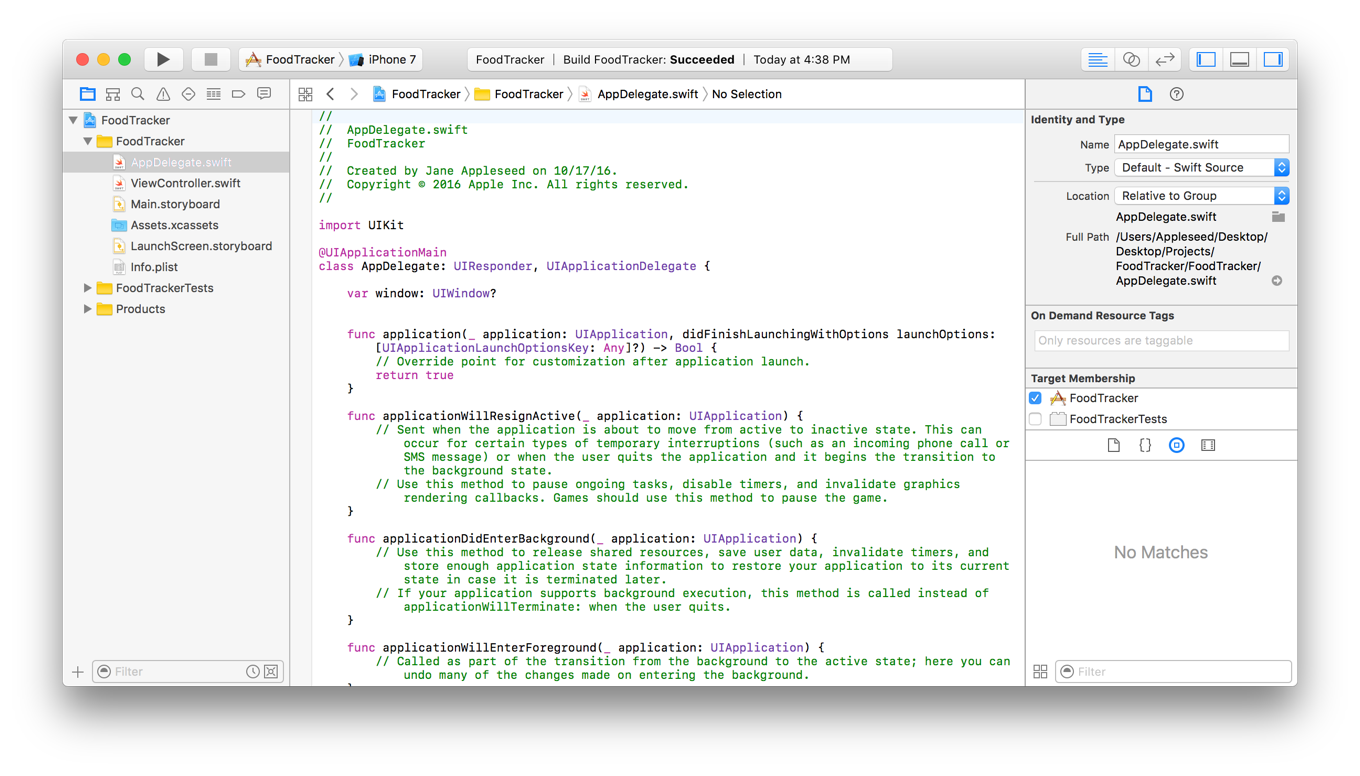 FoodTracker iPhone 7
FoodTracker | Build FoodTracker: Succeeded | Today at 4:38 PM
FoodTracker FoodTracker AppDelegate.swift No Selection
FoodTracker
FoodTracker
AppDelegate.swift
ViewController.swift
Main.storyboard
Assets.xcassets
LaunchScreen.storyboard
Info.plist
FoodTrackerTests
Products
Filter
//
//  AppDelegate.swift
//  FoodTracker
//
//  Created by Jane Appleseed on 10/17/16.
//  Copyright © 2016 Apple Inc. All rights reserved.
//
import UIKit
@UIApplicationMain
class AppDelegate: UIResponder, UIApplicationDelegate {
var window: UIWindow?
func application(_ application: UIApplication, didFinishLaunchingWithOptions launchOptions:
[UIApplicationLaunchOptionsKey: Any]?) -> Bool {
// Override point for customization after application launch.
return true
}
func applicationWillResignActive(_ application: UIApplication) {
// Sent when the application is about to move from active to inactive state. This can
occur for certain types of temporary interruptions (such as an incoming phone call or
SMS message) or when the user quits the application and it begins the transition to
the background state.
// Use this method to pause ongoing tasks, disable timers, and invalidate graphics
rendering callbacks. Games should use this method to pause the game.
}
func applicationDidEnterBackground(_ application: UIApplication) {
// Use this method to release shared resources, save user data, invalidate timers, and
store enough application state information to restore your application to its current
state in case it is terminated later.
// If your application supports background execution, this method is called instead of
applicationWillTerminate: when the user quits.
}
func applicationWillEnterForeground(_ application: UIApplication) {
// Called as part of the transition from the background to the active state; here you can
undo many of the changes made on entering the background.
}
Identity and Type
Name AppDelegate.swift
Type Default - Swift Source
Location Relative to Group
AppDelegate.swift
Full Path /Users/Appleseed/Desktop/
Desktop/Projects/
FoodTracker/FoodTracker/
AppDelegate.swift
On Demand Resource Tags
Only resources are taggable
Target Membership
FoodTracker
FoodTrackerTests
{}
No Matches
Filter